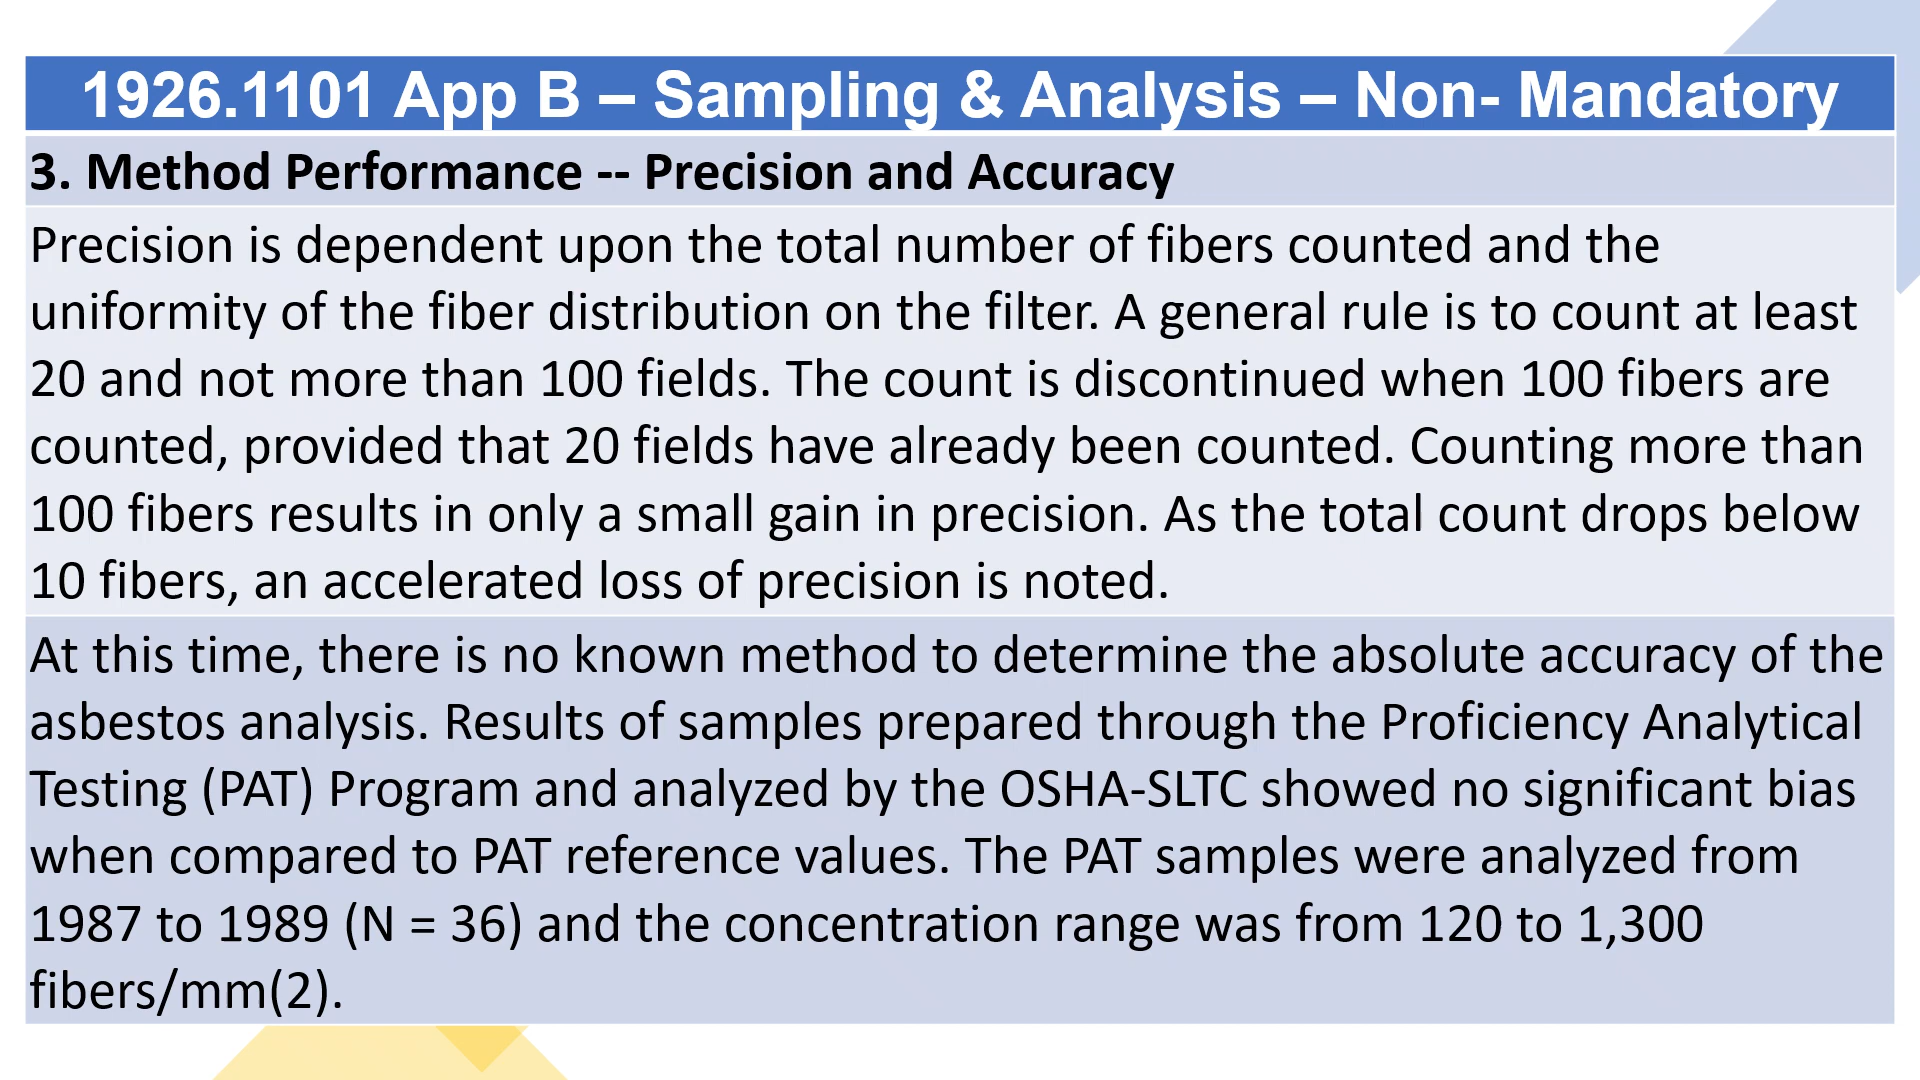 1926.1101 App B – Sampling & Analysis – Non- Mandatory
3. Method Performance -- Precision and Accuracy
Precision is dependent upon the total number of fibers counted and the
uniformity of the fiber distribution on the filter. A general rule is to count at least
20 and not more than 100 fields. The count is discontinued when 100 fibers are
counted, provided that 20 fields have already been counted. Counting more than
100 fibers results in only a small gain in precision. As the total count drops below
10 fibers, an accelerated loss of precision is noted.
At this time, there is no known method to determine the absolute accuracy of the
asbestos analysis. Results of samples prepared through the Proficiency Analytical
Testing (PAT) Program and analyzed by the OSHA-SLTC showed no significant bias
when compared to PAT reference values. The PAT samples were analyzed from
1987 to 1989 (N = 36) and the concentration range was from 120 to 1,300
fibers/mm(2).